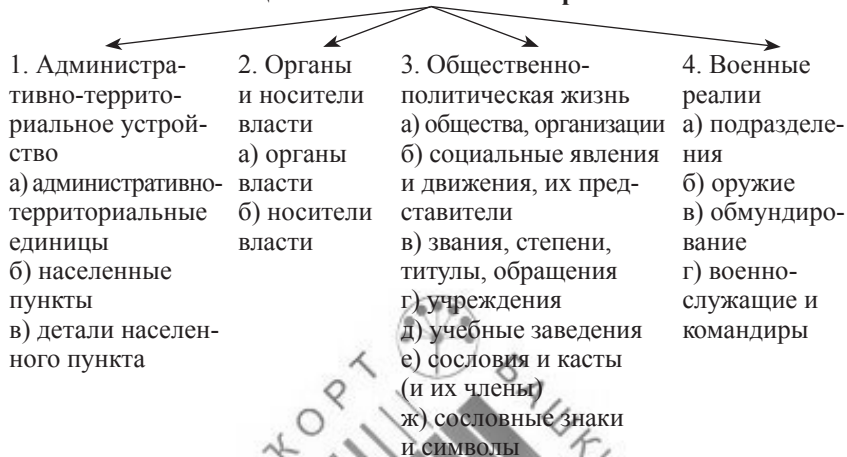 1. Администра-
тивно-террито-
риальное устрой-
ство
а) административно-
территориальные
единицы
б) населенные
пункты
в) детали населен-
ного пункта
2. Органы
и носители
власти
а) органы
власти
б) носители
власти
3. Общественно-
политическая жизнь
а) общества, организации
б) социальные явления
и движения, их пред-
ставители
в) звания, степени,
титулы, обращения
г) учреждения
д) учебные заведения
е) сословия и касты
(и их члены)
ж) сословные знаки
и символы
4. Военные
реалии
а) подразделе-
ния
б) оружие
в) обмундиро-
вание
г) военно-
служащие и
командиры